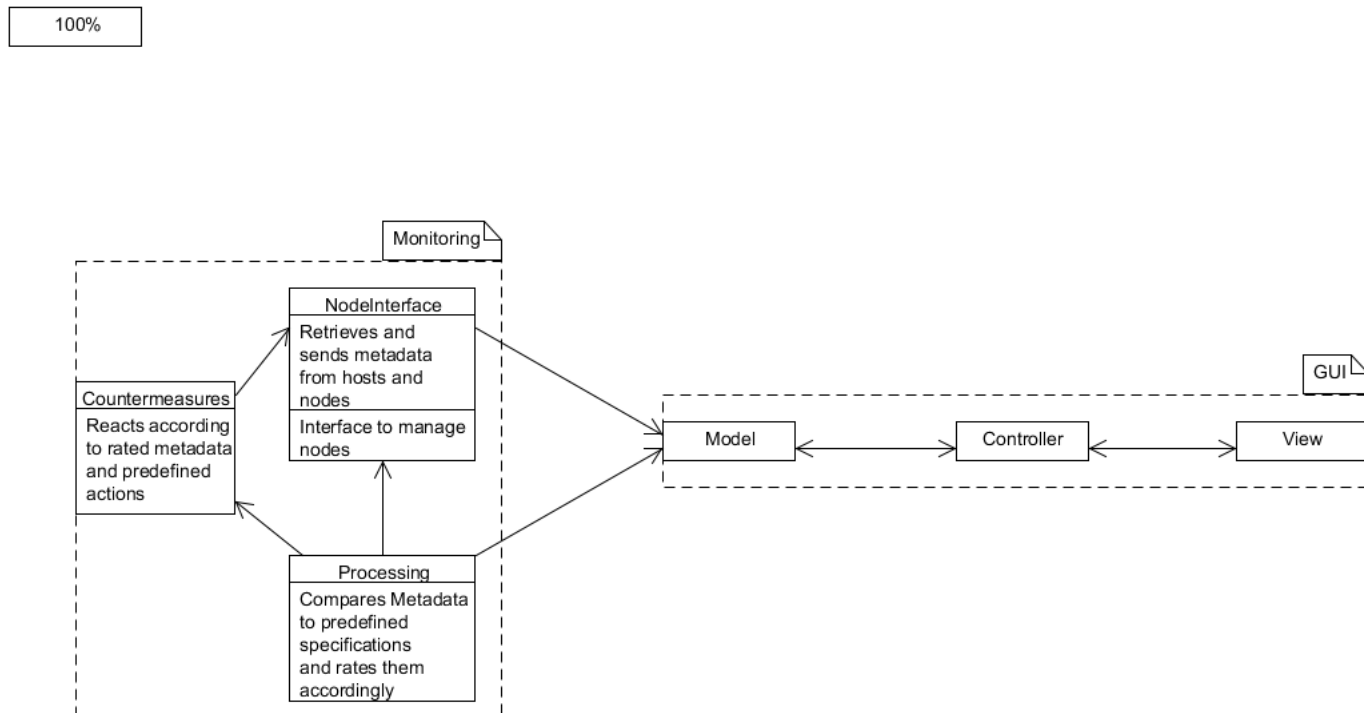 100%
Monitoring
NodeInterface
Retrieves and
sends metadata
from hosts and
nodes
Interface to manage
nodes
Countermeasures
Reacts according
to rated metadata
and predefined
actions
Processing
Compares Metadata
to predefined
specifications
and rates them
accordingly
GUI
Model
Controller
View